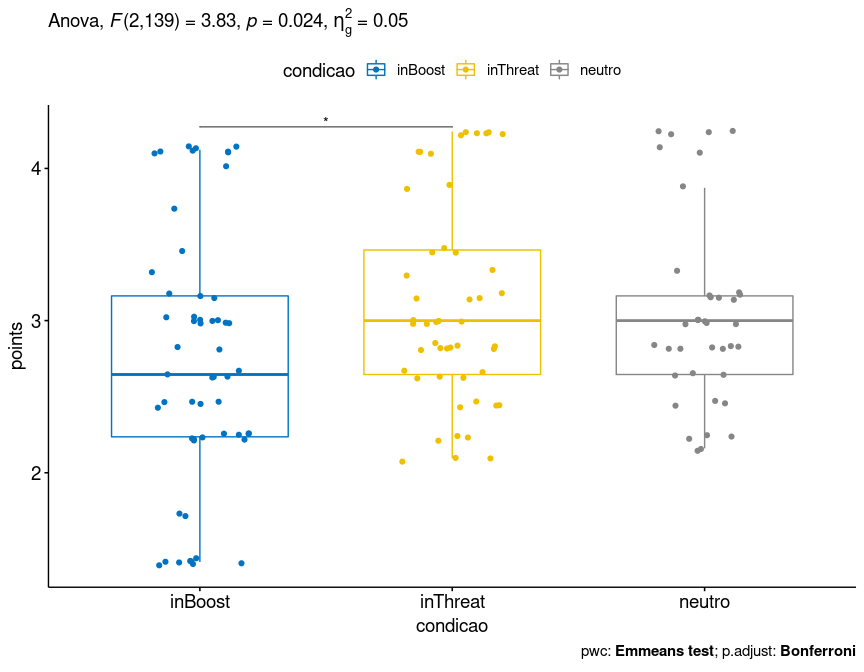 Anova, F(2,139) = 3.83, p = 0.024, η²g = 0.05
condicao inBoost inThreat neutro
*
4
3
2
points
inBoost inThreat neutro
condicao
pwc: Emmeans test; p.adjust: Bonferroni